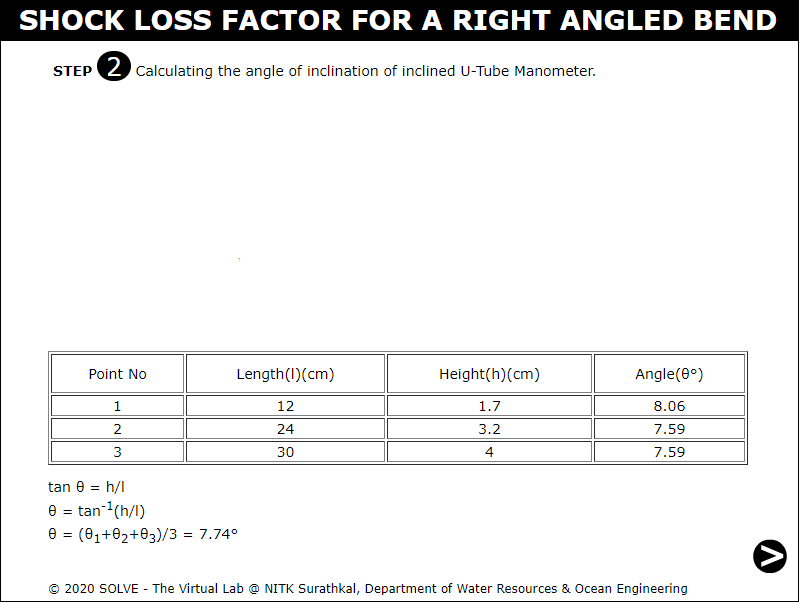 SHOCK LOSS FACTOR FOR A RIGHT ANGLED BEND
STEP 2 Calculating the angle of inclination of inclined U-Tube Manometer.
Point No Length(l)(cm) Height(h)(cm) Angle(θ°)
1 12 1.7 8.06
2 24 3.2 7.59
3 30 4 7.59
tan θ = h/l
θ = tan⁻¹(h/l)
θ = (θ₁+θ₂+θ₃)/3 = 7.74°
>
© 2020 SOLVE - The Virtual Lab @ NITK Surathkal, Department of Water Resources & Ocean Engineering